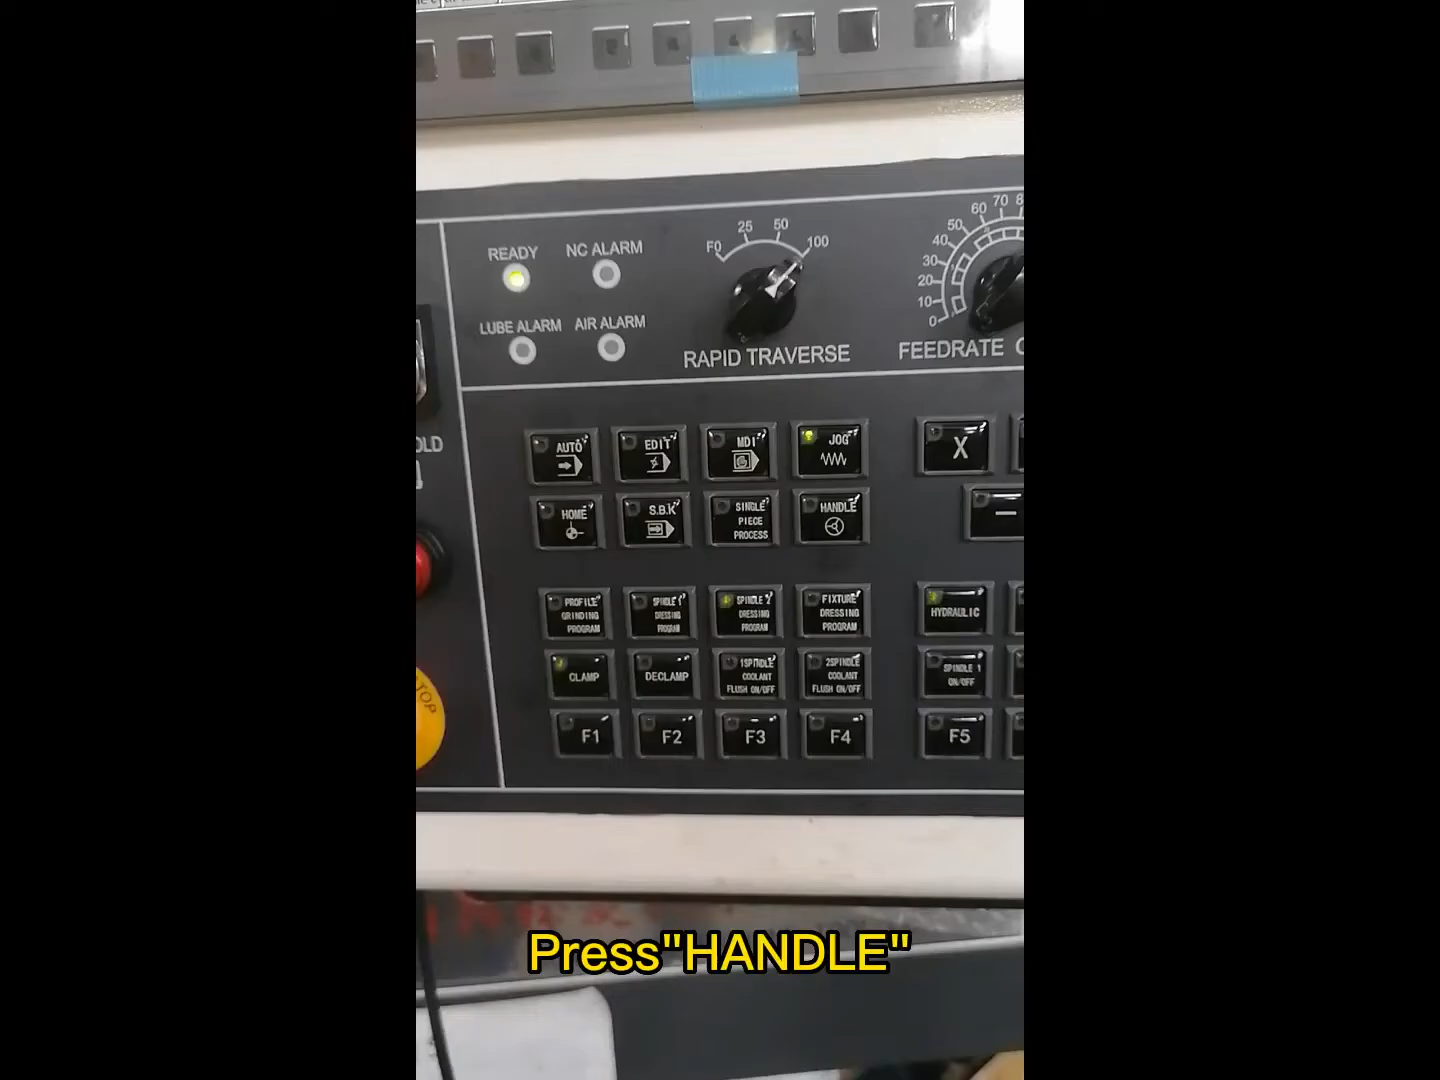 READY
NC ALARM
LUBE ALARM
AIR ALARM
F0
25
50
100
RAPID TRAVERSE
0
10
20
30
40
50
60
70
FEEDRATE
OLD
AUTO
EDIT
MDI
JOG
X
HOME
S.B.K
SINGLE
PIECE
PROCESS
HANDLE
PROFILE
GRINDING
PROGRAM
SPINDLE 1
DRESSING
PROGRAM
SPINDLE 2
DRESSING
PROGRAM
FIXTURE
DRESSING
PROGRAM
HYDRAULIC
CLAMP
DECLAMP
1SPINDLE
COOLANT
FLUSH ON/OFF
2SPINDLE
COOLANT
FLUSH ON/OFF
SPINDLE 1
ON/OFF
TOP
F1
F2
F3
F4
F5
Press"HANDLE"